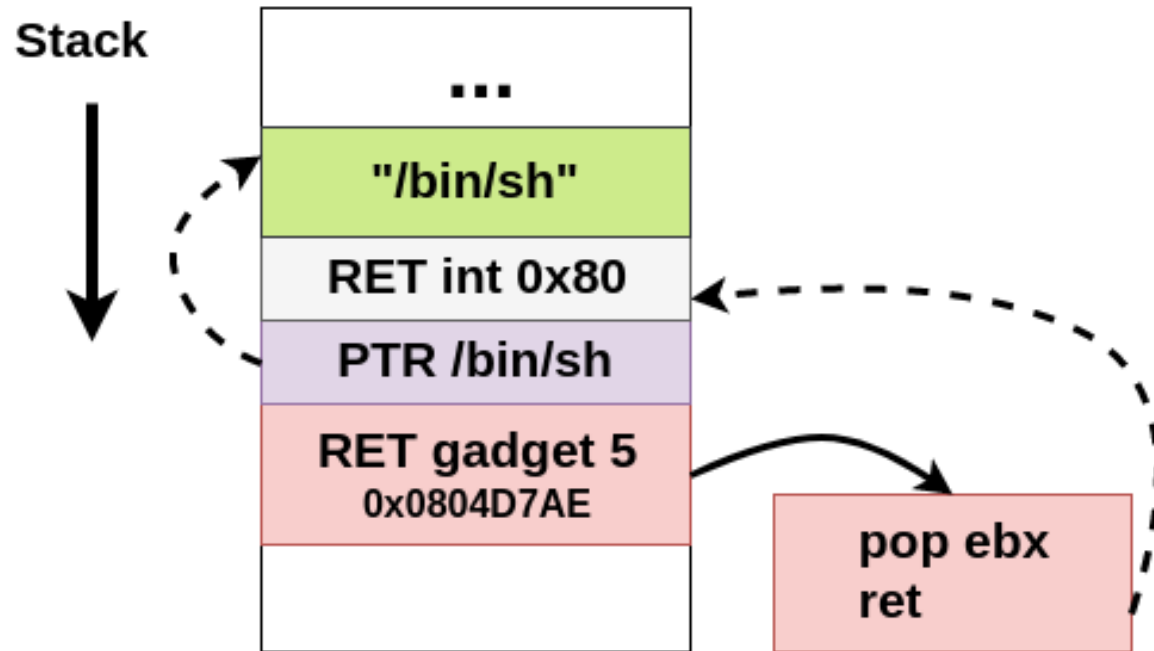 Stack
...
"/bin/sh"
RET int 0x80
PTR /bin/sh
RET gadget 5
0x0804D7AE
pop ebx
ret